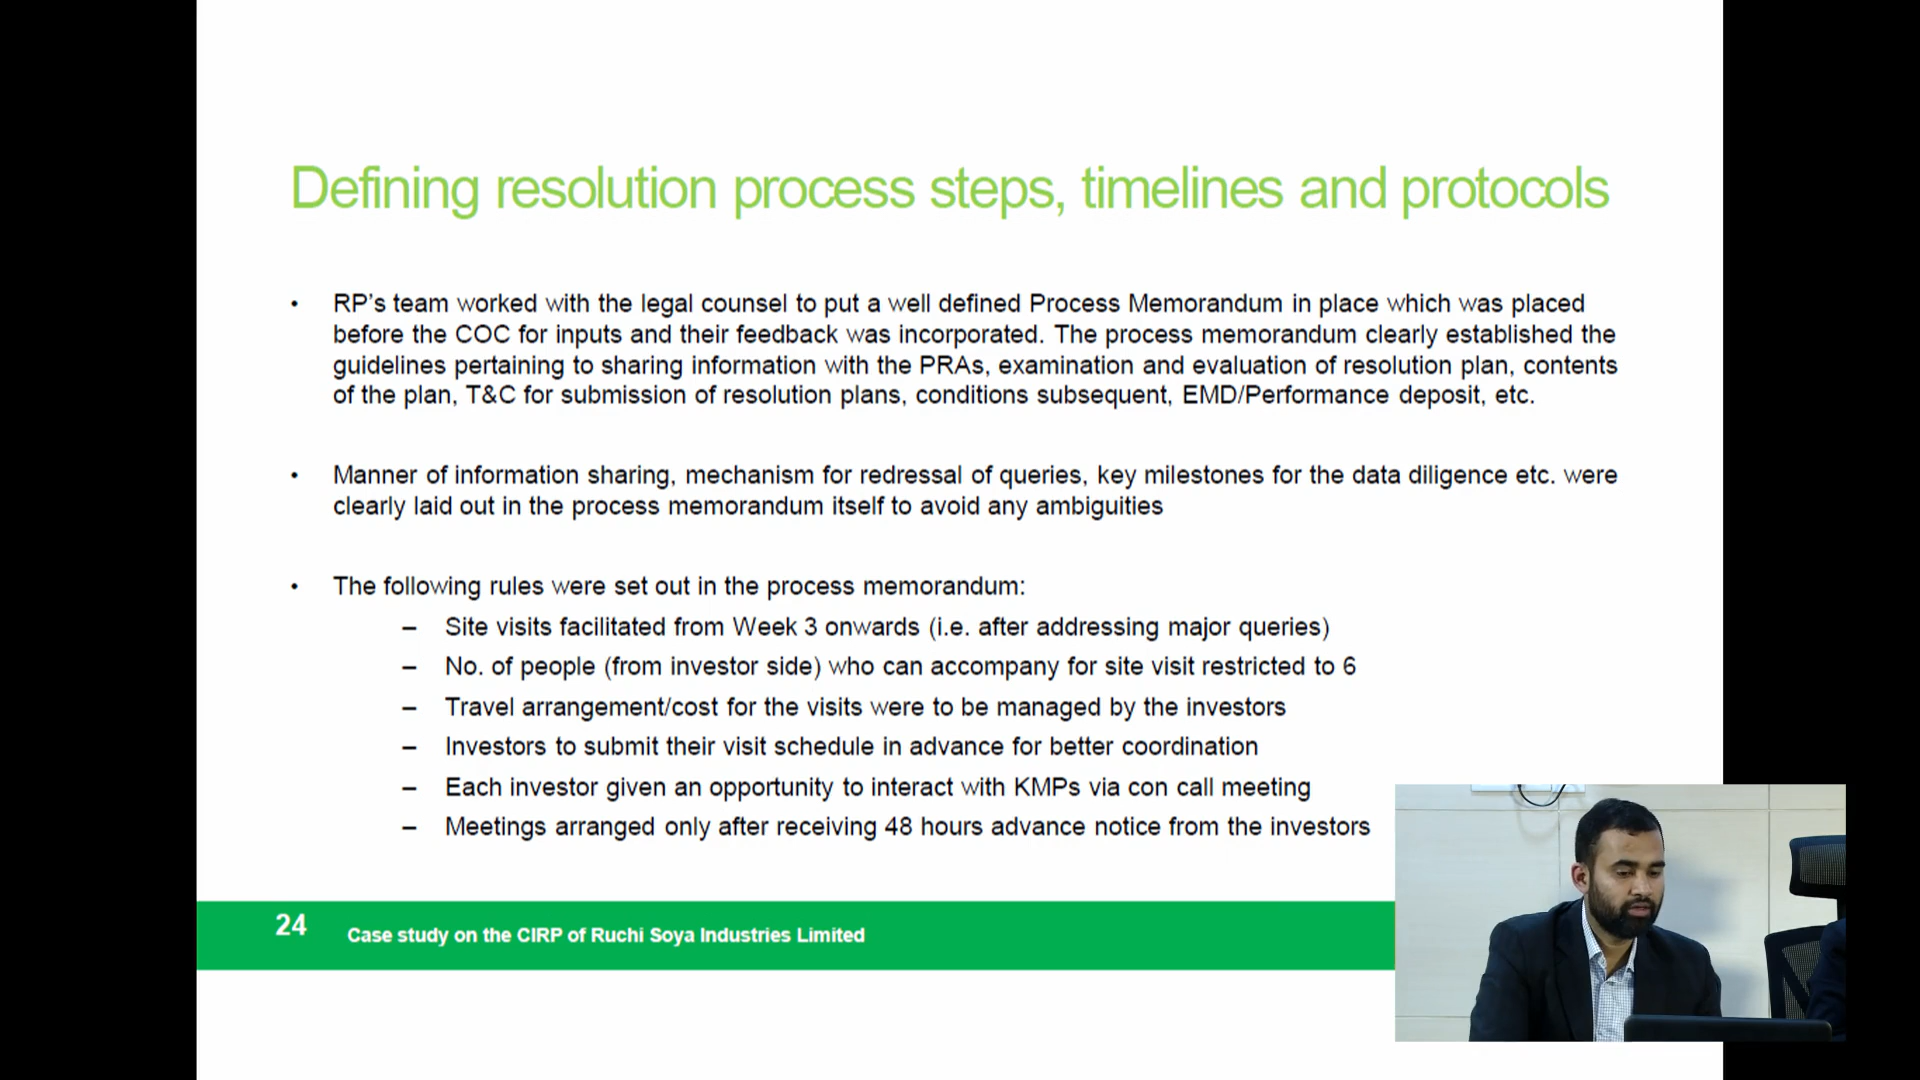 Defining resolution process steps, timelines and protocols
• RP’s team worked with the legal counsel to put a well defined Process Memorandum in place which was placed
before the COC for inputs and their feedback was incorporated. The process memorandum clearly established the
guidelines pertaining to sharing information with the PRAs, examination and evaluation of resolution plan, contents
of the plan, T&C for submission of resolution plans, conditions subsequent, EMD/Performance deposit, etc.
• Manner of information sharing, mechanism for redressal of queries, key milestones for the data diligence etc. were
clearly laid out in the process memorandum itself to avoid any ambiguities
• The following rules were set out in the process memorandum:
– Site visits facilitated from Week 3 onwards (i.e. after addressing major queries)
– No. of people (from investor side) who can accompany for site visit restricted to 6
– Travel arrangement/cost for the visits were to be managed by the investors
– Investors to submit their visit schedule in advance for better coordination
– Each investor given an opportunity to interact with KMPs via con call meeting
– Meetings arranged only after receiving 48 hours advance notice from the investors
24 Case study on the CIRP of Ruchi Soya Industries Limited